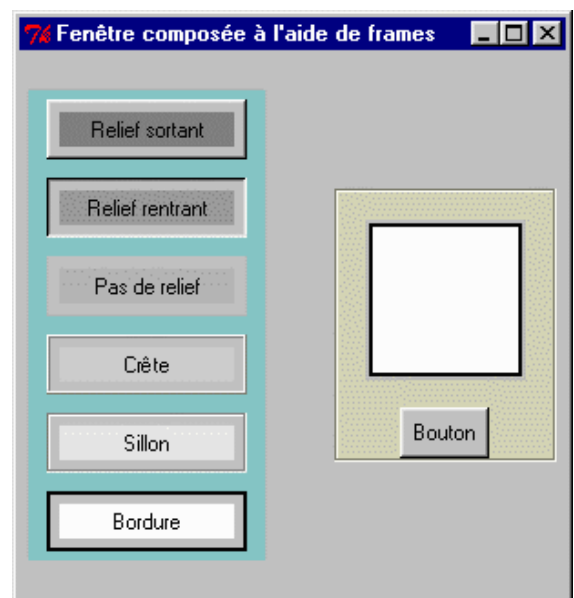 Fenêtre composée à l'aide de frames
Relief sortant
Relief rentrant
Pas de relief
Crête
Sillon
Bordure
Bouton